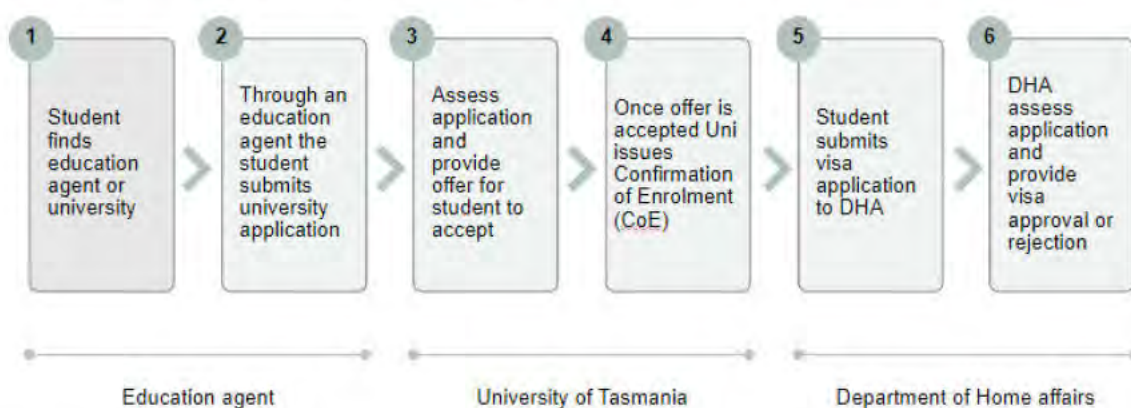 1
Student
finds
education
agent or
university
2
Through an
education
agent the
student
submits
university
application
3
Assess
application
and
provide
offer for
student to
accept
4
Once offer is
accepted Uni
issues
Confirmation
of Enrolment
(CoE)
5
Student
submits
visa
application
to DHA
6
DHA
assess
application
and
provide
visa
approval or
rejection
Education agent
University of Tasmania
Department of Home affairs